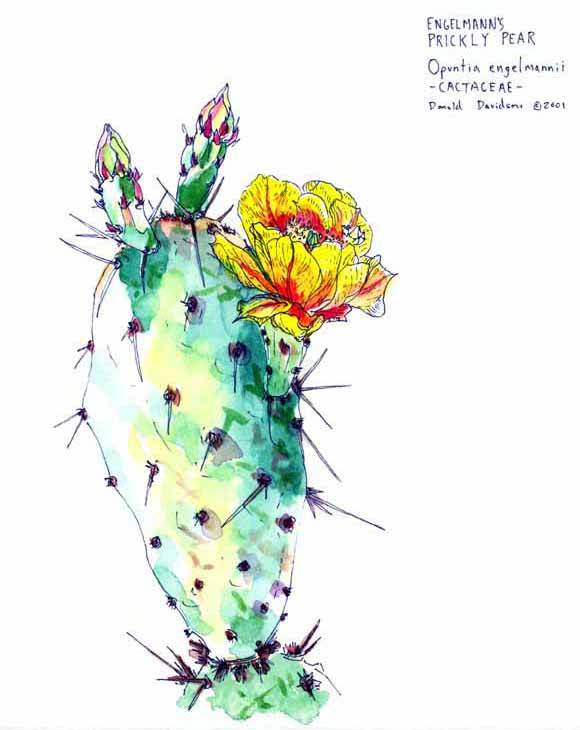 ENGELMANN'S
PRICKLY PEAR
Opuntia engelmannii
-CACTACEAE-
Donald Davidson ©2001